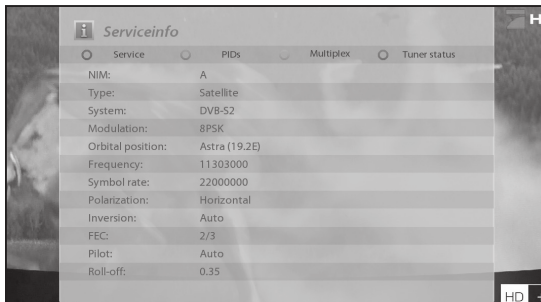 i Serviceinfo
H
Service PIDs Multiplex Tuner status
NIM: A
Type: Satellite
System: DVB-S2
Modulation: 8PSK
Orbital position: Astra (19.2E)
Frequency: 11303000
Symbol rate: 22000000
Polarization: Horizontal
Inversion: Auto
FEC: 2/3
Pilot: Auto
Roll-off: 0.35
HD